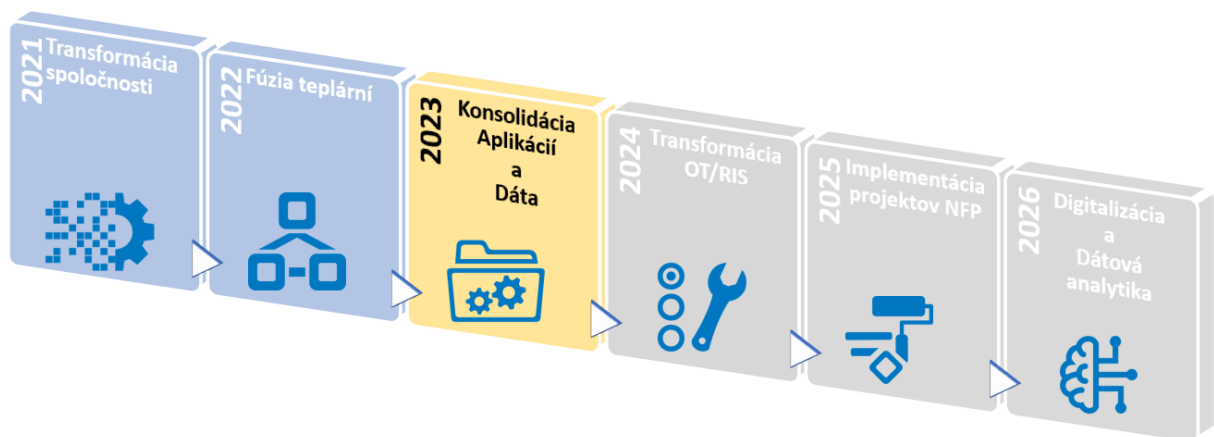 2021
Transformácia
spoločnosti
2022
Fúzia teplární
2023
Konsolidácia
Aplikácií
a
Dáta
2024
Transformácia
OT/RIS
2025
Implementácia
projektov NFP
2026
Digitalizácia
a
Dátová
analytika